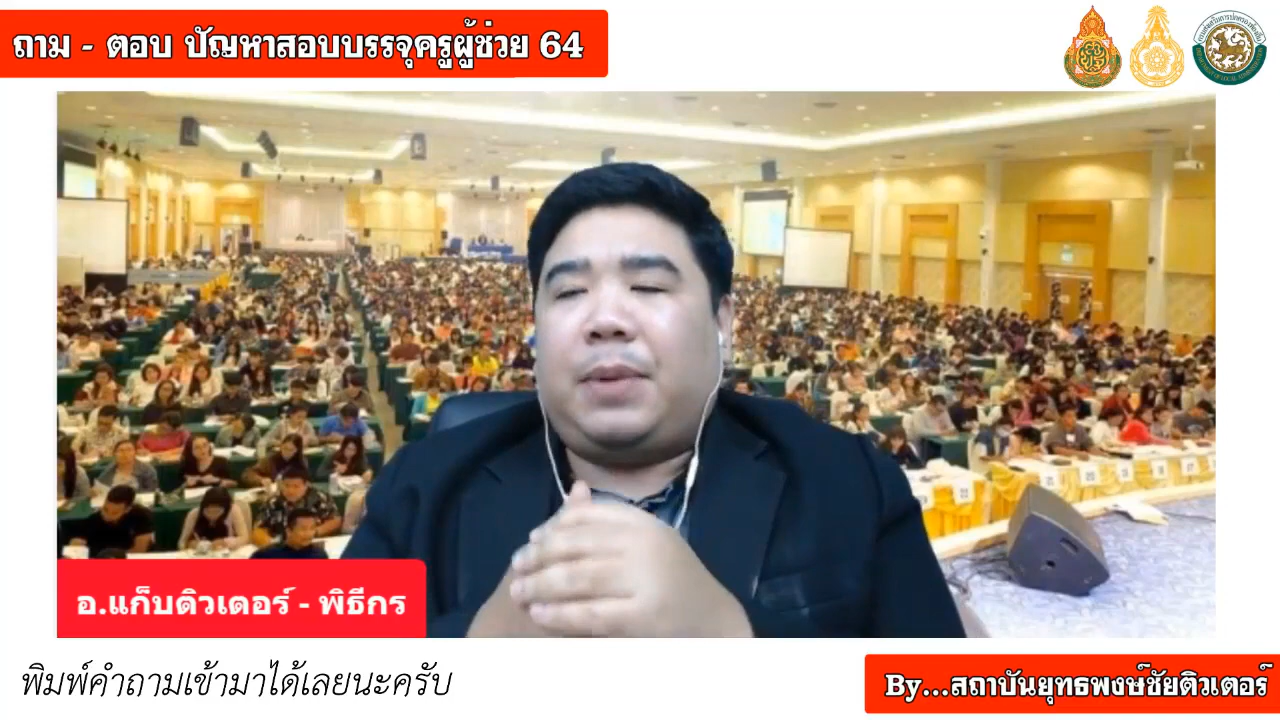 ถาม - ตอบ ปัญหาสอบบรรจุครูผู้ช่วย 64
อ.แก็บติวเตอร์ - พิธีกร
พิมพ์คำถามเข้ามาได้เลยนะครับ
By...สถาบันยุทธพงษ์ชัยติวเตอร์